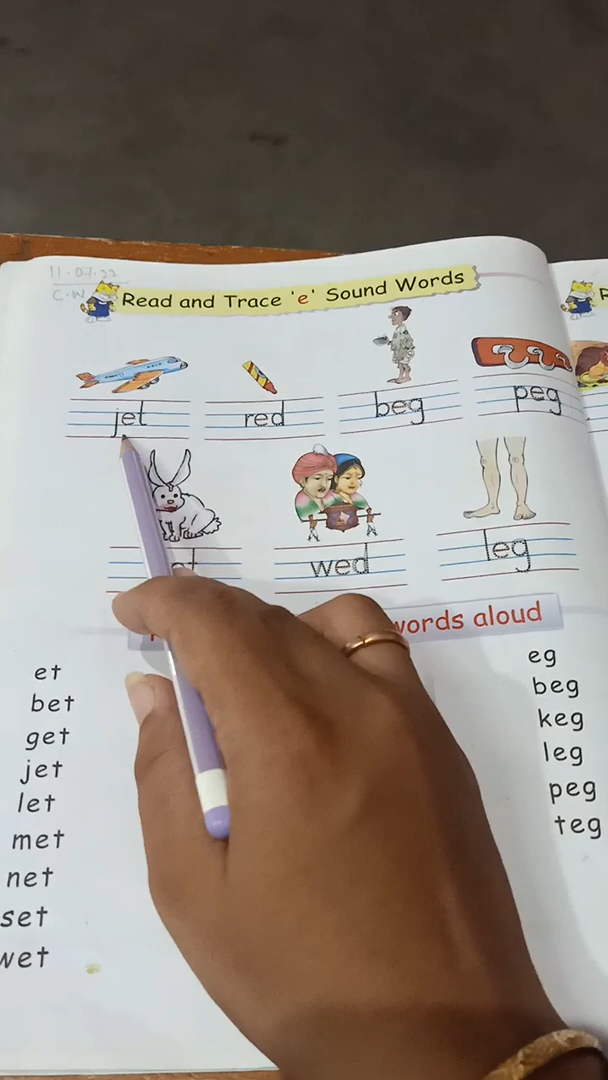 11.07.22
C.W
Read and Trace 'e' Sound Words
jet red beg peg
wed leg
words aloud
et
bet
get
jet
let
met
net
set
wet
eg
beg
keg
leg
peg
teg